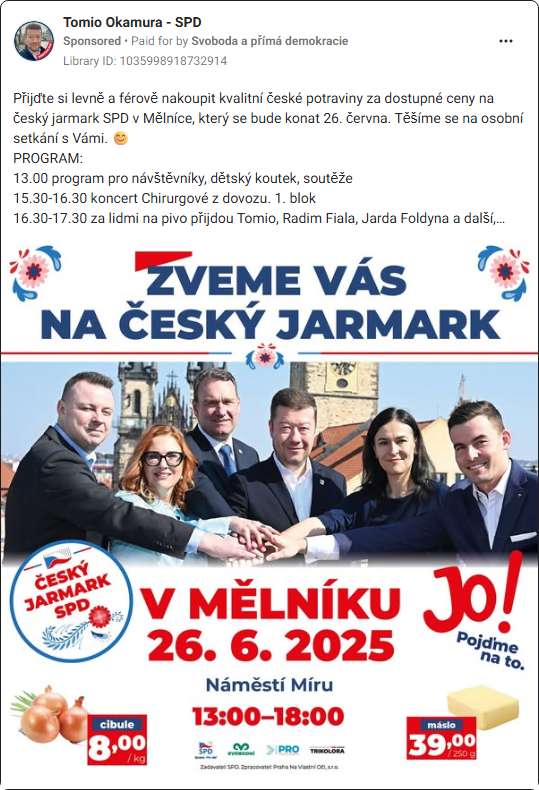 Tomio Okamura - SPD
Sponsored • Paid for by Svoboda a přímá demokracie
Library ID: 1035998918732914
Přijďte si levně a férově nakoupit kvalitní české potraviny za dostupné ceny na
český jarmark SPD v Mělníce, který se bude konat 26. června. Těšíme se na osobní
setkání s Vámi. 😊
PROGRAM:
13.00 program pro návštěvníky, dětský koutek, soutěže
15.30-16.30 koncert Chirurgové z dovozu. 1. blok
16.30-17.30 za lidmi na pivo přijdou Tomio, Radim Fiala, Jarda Foldyna a další,...
ZVEME VÁS
NA ČESKÝ JARMARK
ČESKÝ
JARMARK
SPD
V MĚLNÍKU
26. 6. 2025
JO!
Pojďme
na to.
Náměstí Míru
13:00–18:00
cibule
8,00
/ kg
máslo
39,00
/ 250 g
SPD
PRO
TRIKOLORA
Zadavatel: SPD. Zpracovatel: Praha Na Vlastní Oči, s.r.o.